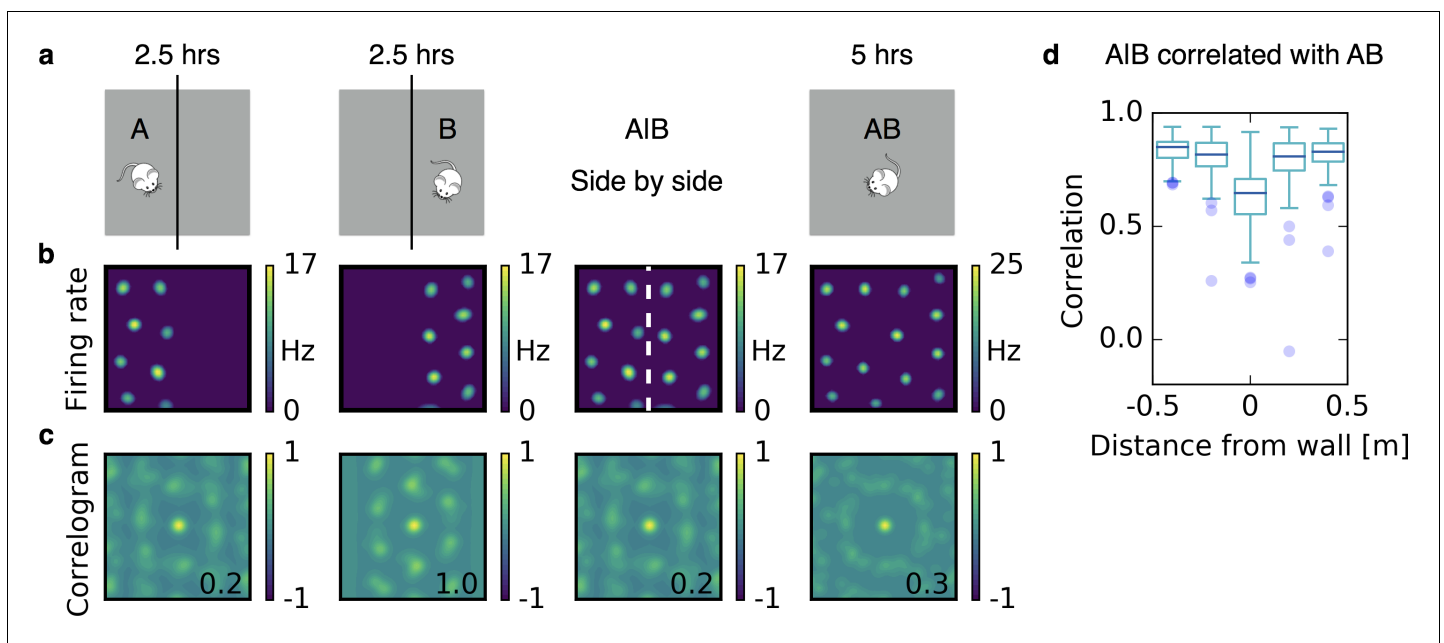 a
2.5 hrs
2.5 hrs
5 hrs
A
B
AlB
Side by side
AB
b
Firing rate
17
Hz
0
17
Hz
0
17
Hz
0
25
Hz
0
c
Correlogram
0.2
1
-1
1.0
1
-1
0.2
1
-1
0.3
1
-1
d
AlB correlated with AB
Correlation
1.0
0.5
0.0
-0.5
0
0.5
Distance from wall [m]